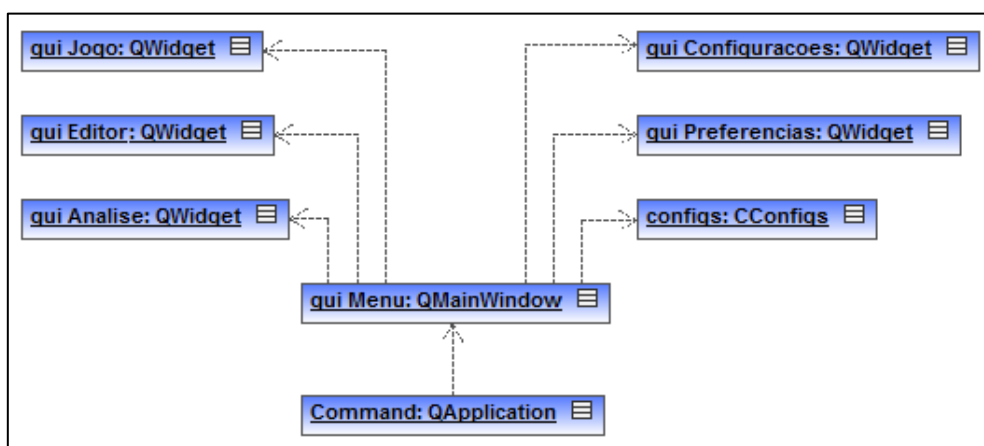 gui Jogo: QWidget
gui Configuracoes: QWidget
gui Editor: QWidget
gui Preferencias: QWidget
gui Analise: QWidget
configs: CConfigs
gui Menu: QMainWindow
Command: QApplication